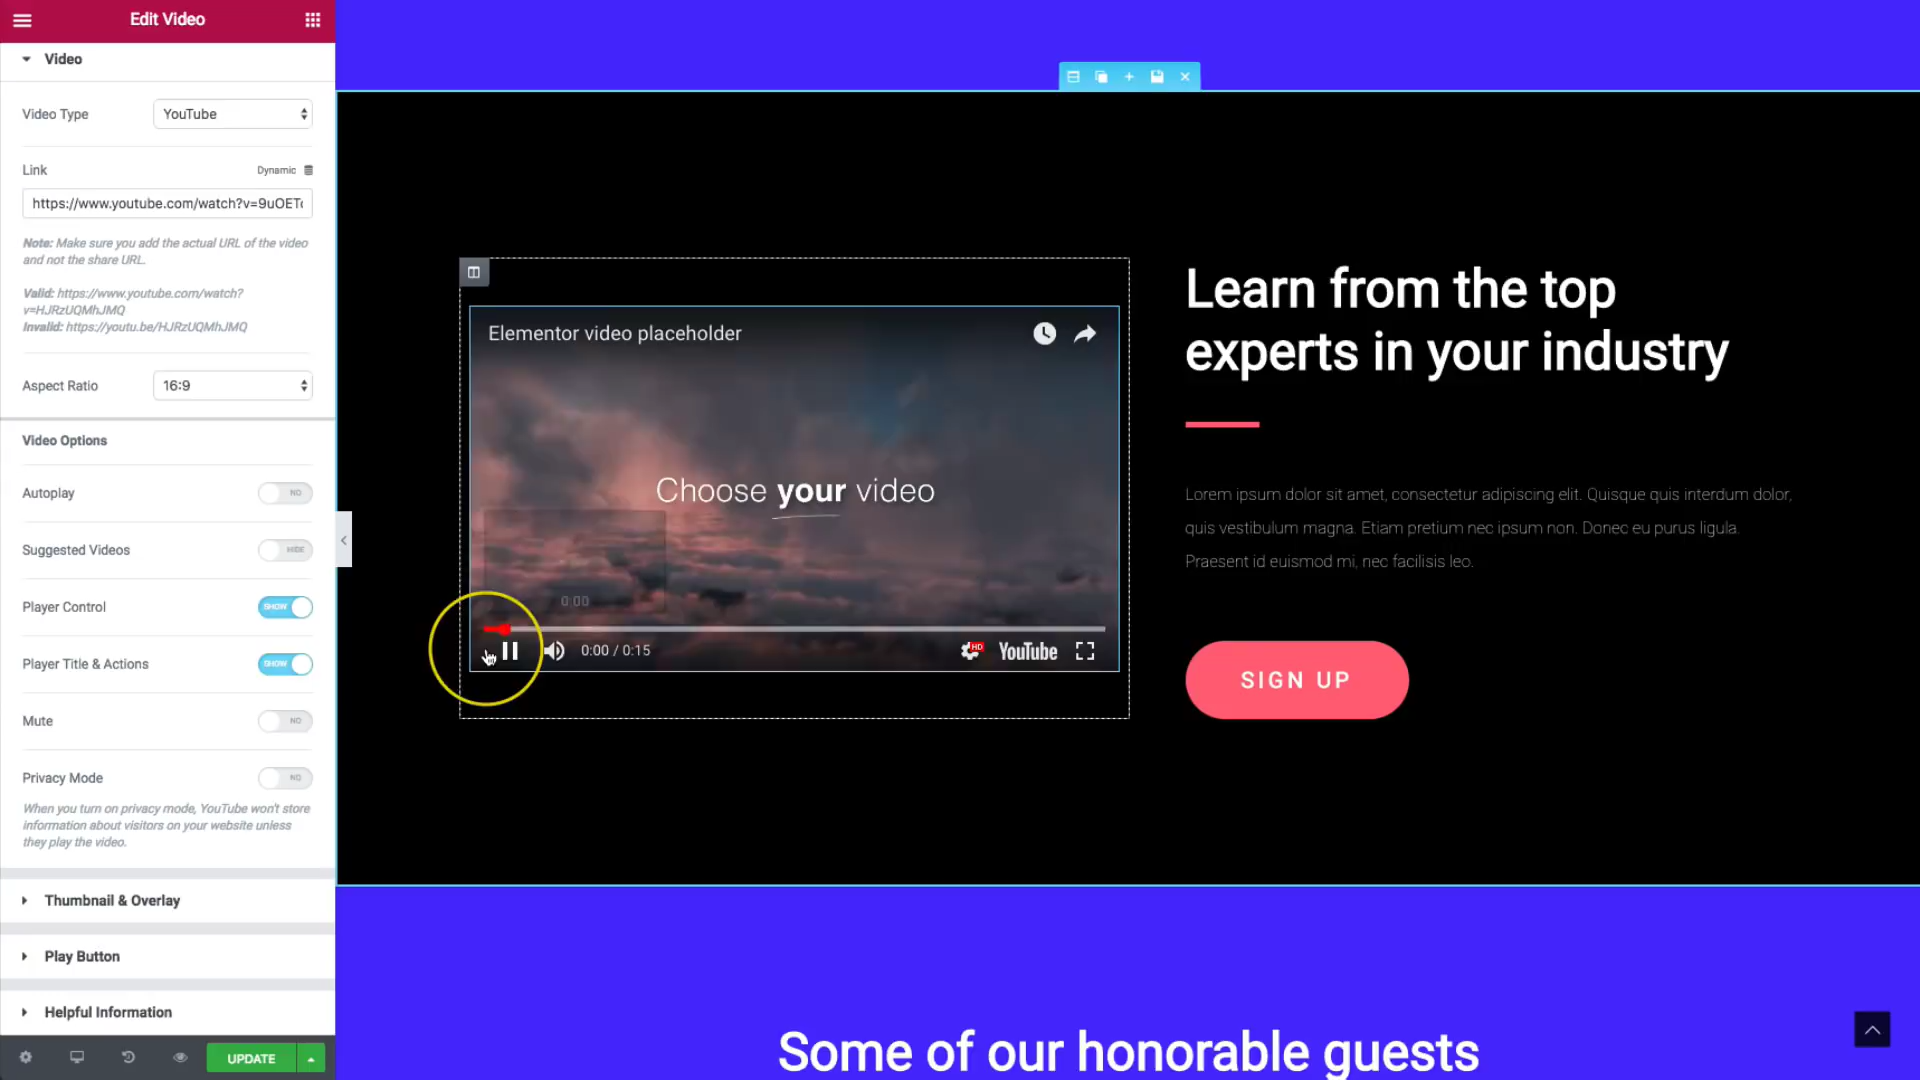 Edit Video
Video
Video Type
YouTube
Link
Dynamic
https://www.youtube.com/watch?v=9uOETc
Note: Make sure you add the actual URL of the video
and not the share URL.
Valid: https://www.youtube.com/watch?
v=HJRzUQMhJMQ
Invalid: https://youtu.be/HJRzUQMhJMQ
Aspect Ratio
16:9
Video Options
Autoplay
NO
Suggested Videos
HIDE
Player Control
SHOW
Player Title & Actions
SHOW
Mute
NO
Privacy Mode
NO
When you turn on privacy mode, YouTube won't store
information about visitors on your website unless
they play the video.
Thumbnail & Overlay
Play Button
Helpful Information
UPDATE
Elementor video placeholder
Choose your video
0:00
0:00 / 0:15
HD
YouTube
Learn from the top
experts in your industry
Lorem ipsum dolor sit amet, consectetur adipiscing elit. Quisque quis interdum dolor,
quis vestibulum magna. Etiam pretium nec ipsum non. Donec eu purus ligula.
Praesent id euismod mi, nec facilisis leo.
SIGN UP
Some of our honorable guests